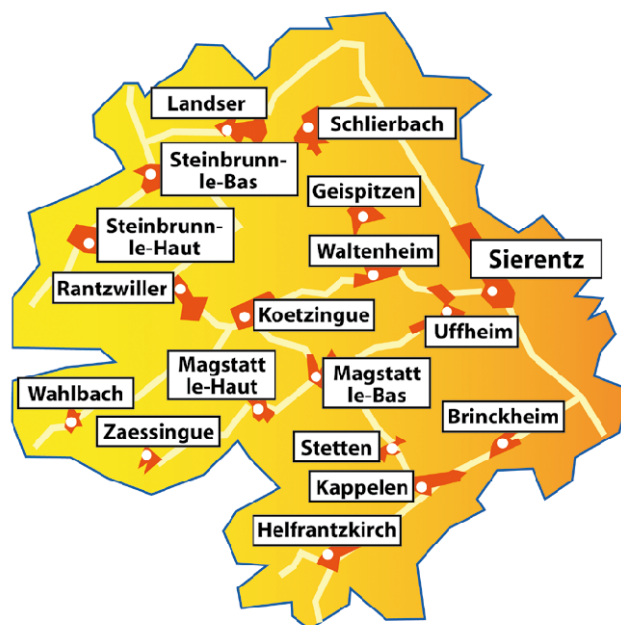 Landser
Schlierbach
Steinbrunn-
le-Bas
Geispitzen
Steinbrunn-
le-Haut
Waltenheim
Sierentz
Rantzwiller
Koetzingue
Uffheim
Magstatt
le-Haut
Magstatt
le-Bas
Wahlbach
Brinckheim
Zaessingue
Stetten
Kappelen
Helfrantzkirch